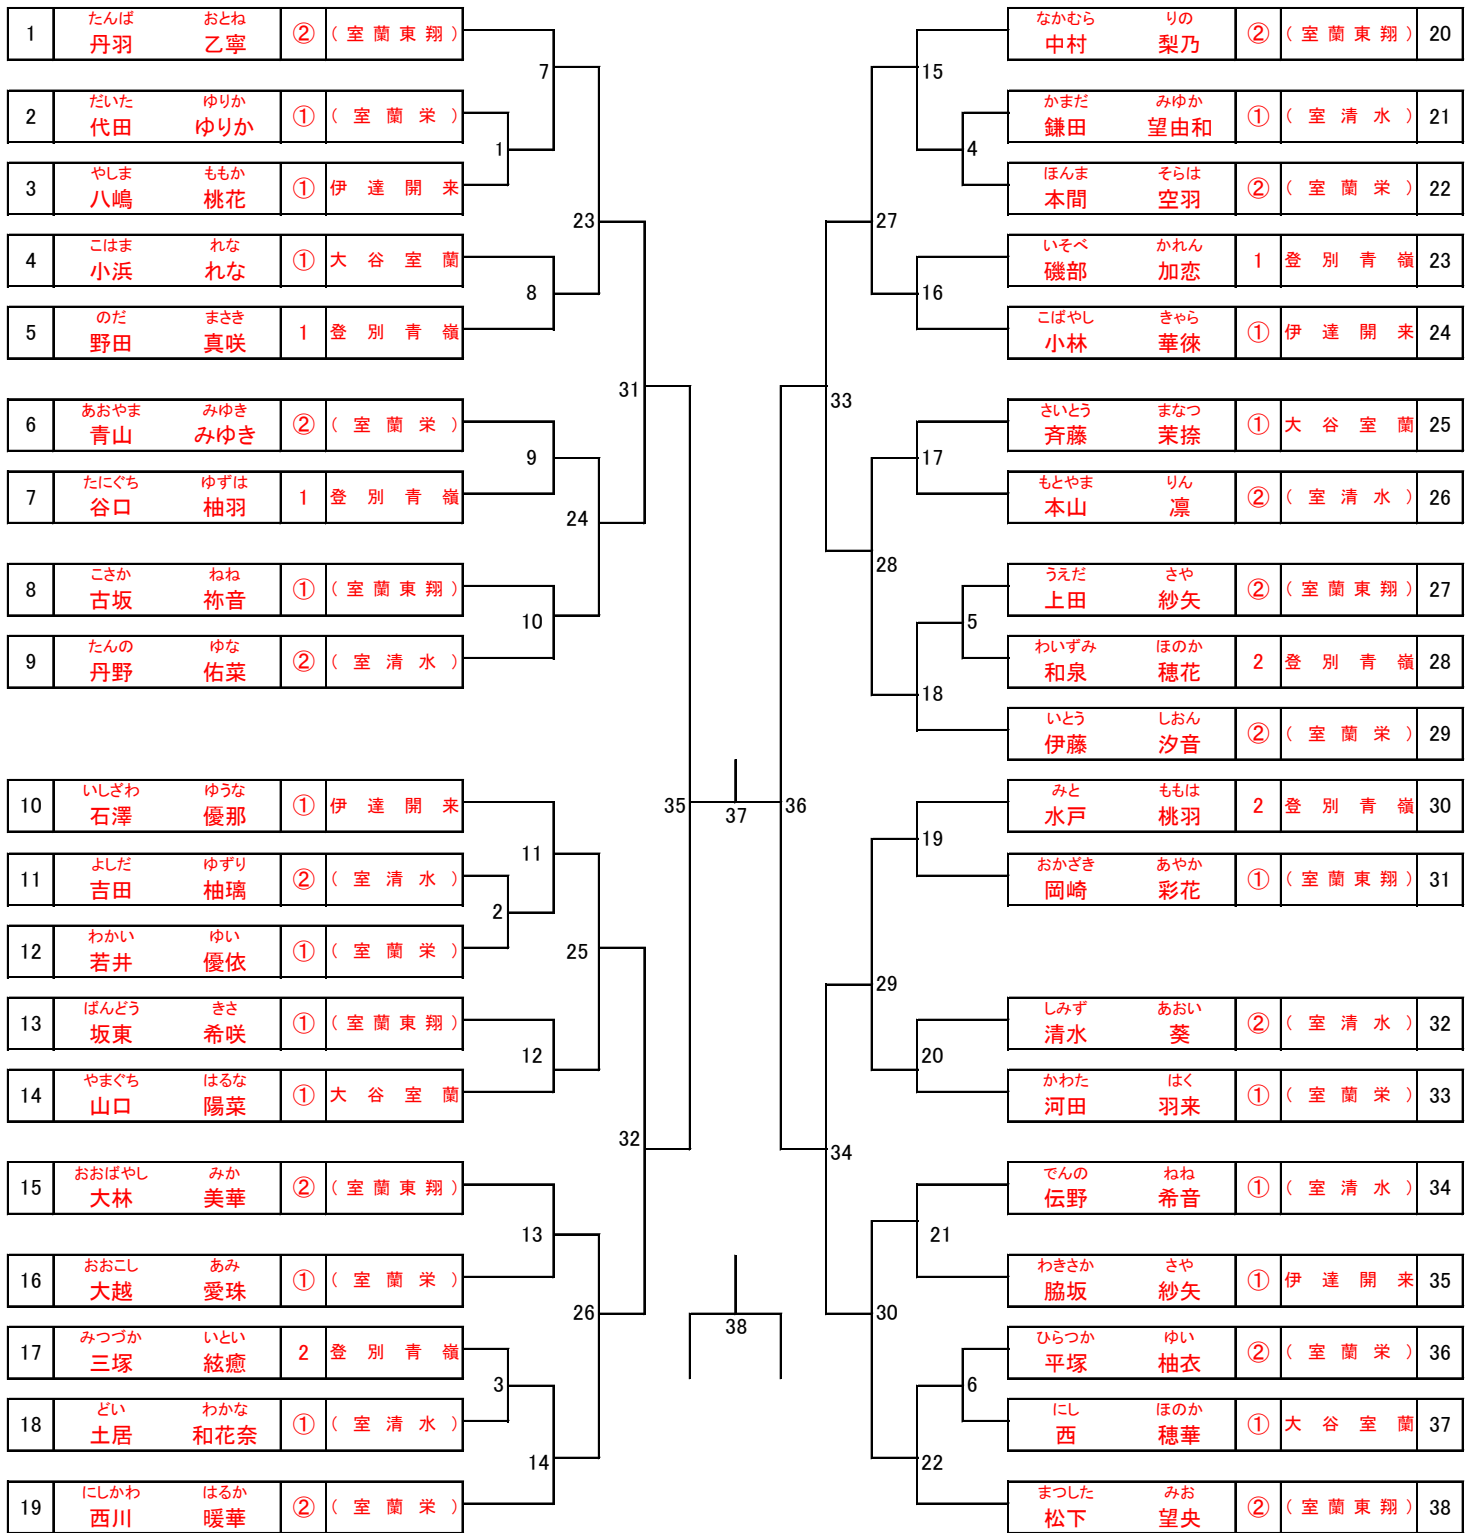 1 たんば おとね 丹羽 乙寧 ② (室蘭東翔)
2 だいた ゆりか 代田 ゆりか ① (室蘭栄)
3 やしま ももか 八嶋 桃花 ① 伊達開来
4 こはま れな 小浜 れな ① 大谷室蘭
5 のだ まさき 野田 真咲 1 登別青嶺
6 あおやま みゆき 青山 みゆき ② (室蘭栄)
7 たにぐち ゆずは 谷口 柚羽 1 登別青嶺
8 こさか ねね 古坂 祢音 ① (室蘭東翔)
9 たんの ゆな 丹野 佑菜 ② (室清水)
10 いしざわ ゆうな 石澤 優那 ① 伊達開来
11 よしだ ゆずり 吉田 柚璃 ② (室清水)
12 わかい ゆい 若井 優依 ① (室蘭栄)
13 ばんどう きさ 坂東 希咲 ① (室蘭東翔)
14 やまぐち はるな 山口 陽菜 ① 大谷室蘭
15 おおばやし みか 大林 美華 ② (室蘭東翔)
16 おおこし あみ 大越 愛珠 ① (室蘭栄)
17 みつづか いとい 三塚 絃癒 2 登別青嶺
18 どい わかな 土居 和花奈 ① (室清水)
19 にしかわ はるか 西川 暖華 ② (室蘭栄)
1
2
3
7
8
9
10
11
12
13
14
23
24
25
26
31
32
35
37
38
36
33
34
27
28
29
30
15
16
17
18
19
20
21
22
4
5
6
なかむら りの 中村 梨乃 ② (室蘭東翔) 20
かまだ みゆか 鎌田 望由和 ① (室清水) 21
ほんま そらは 本間 空羽 ② (室蘭栄) 22
いそべ かれん 磯部 加恋 1 登別青嶺 23
こばやし きゃら 小林 華徠 ① 伊達開来 24
さいとう まなつ 斉藤 茉捺 ① 大谷室蘭 25
もとやま りん 本山 凛 ② (室清水) 26
うえだ さや 上田 紗矢 ② (室蘭東翔) 27
わいずみ ほのか 和泉 穂花 2 登別青嶺 28
いとう しおん 伊藤 汐音 ② (室蘭栄) 29
みと ももは 水戸 桃羽 2 登別青嶺 30
おかざき あやか 岡崎 彩花 ① (室蘭東翔) 31
しみず あおい 清水 葵 ② (室清水) 32
かわた はく 河田 羽来 ① (室蘭栄) 33
でんの ねね 伝野 希音 ① (室清水) 34
わきさか さや 脇坂 紗矢 ① 伊達開来 35
ひらつか ゆい 平塚 柚衣 ② (室蘭栄) 36
にし ほのか 西 穂華 ① 大谷室蘭 37
まつした みお 松下 望央 ② (室蘭東翔) 38